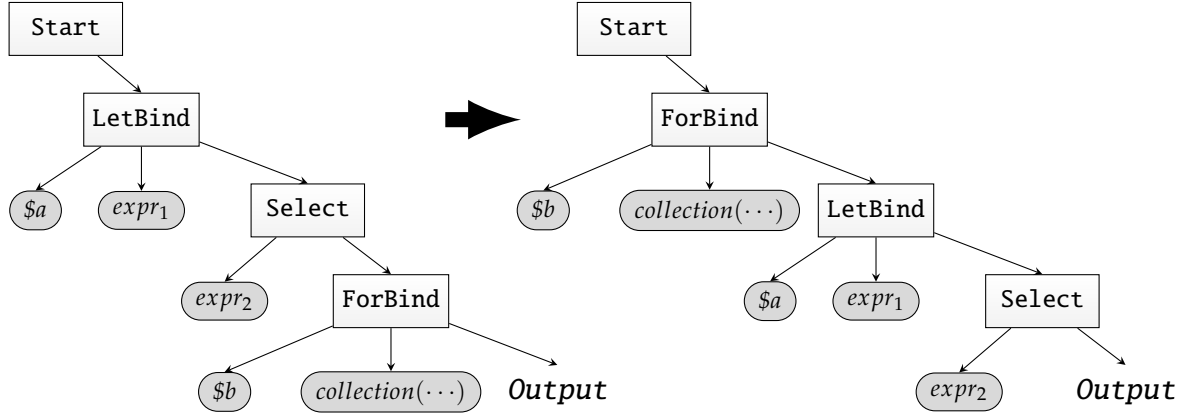 Start
LetBind
$a
expr₁
Select
expr₂
ForBind
$b
collection(···)
Output
Start
ForBind
$b
collection(···)
LetBind
$a
expr₁
Select
expr₂
Output